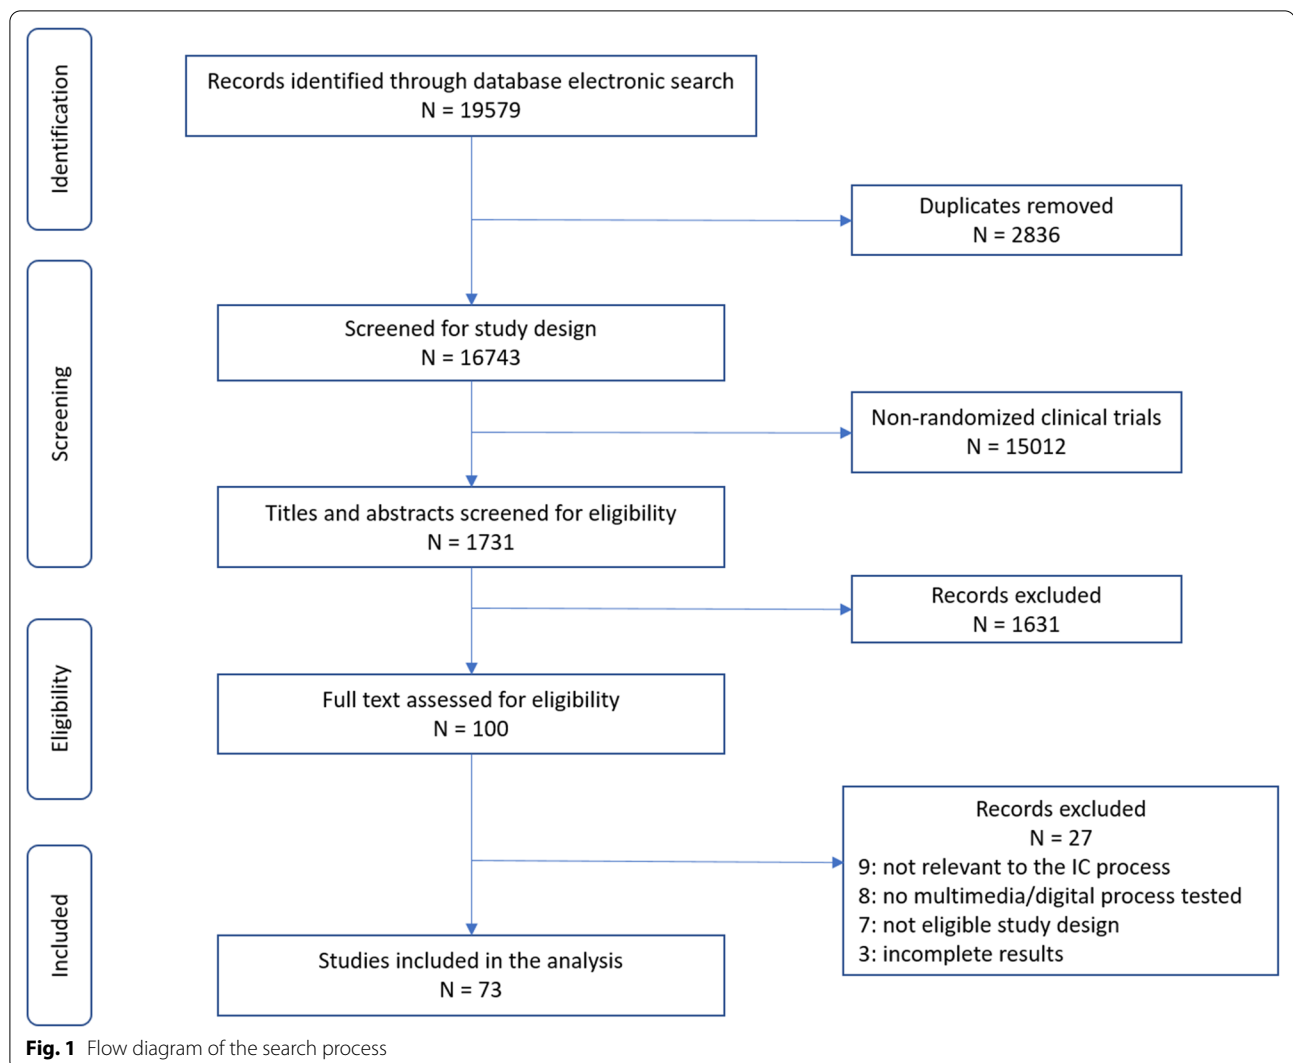 Identification
Records identified through database electronic search
N = 19579
Duplicates removed
N = 2836
Screening
Screened for study design
N = 16743
Non-randomized clinical trials
N = 15012
Titles and abstracts screened for eligibility
N = 1731
Records excluded
N = 1631
Eligibility
Full text assessed for eligibility
N = 100
Records excluded
N = 27
9: not relevant to the IC process
8: no multimedia/digital process tested
7: not eligible study design
3: incomplete results
Included
Studies included in the analysis
N = 73
Fig. 1 Flow diagram of the search process